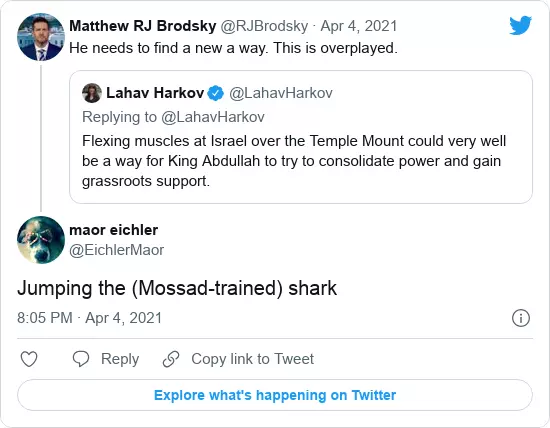 Matthew RJ Brodsky @RJBrodsky · Apr 4, 2021
He needs to find a new a way. This is overplayed.
Lahav Harkov @LahavHarkov
Replying to @LahavHarkov
Flexing muscles at Israel over the Temple Mount could very well
be a way for King Abdullah to try to consolidate power and gain
grassroots support.
maor eichler
@EichlerMaor
Jumping the (Mossad-trained) shark
8:05 PM · Apr 4, 2021
Reply
Copy link to Tweet
Explore what's happening on Twitter